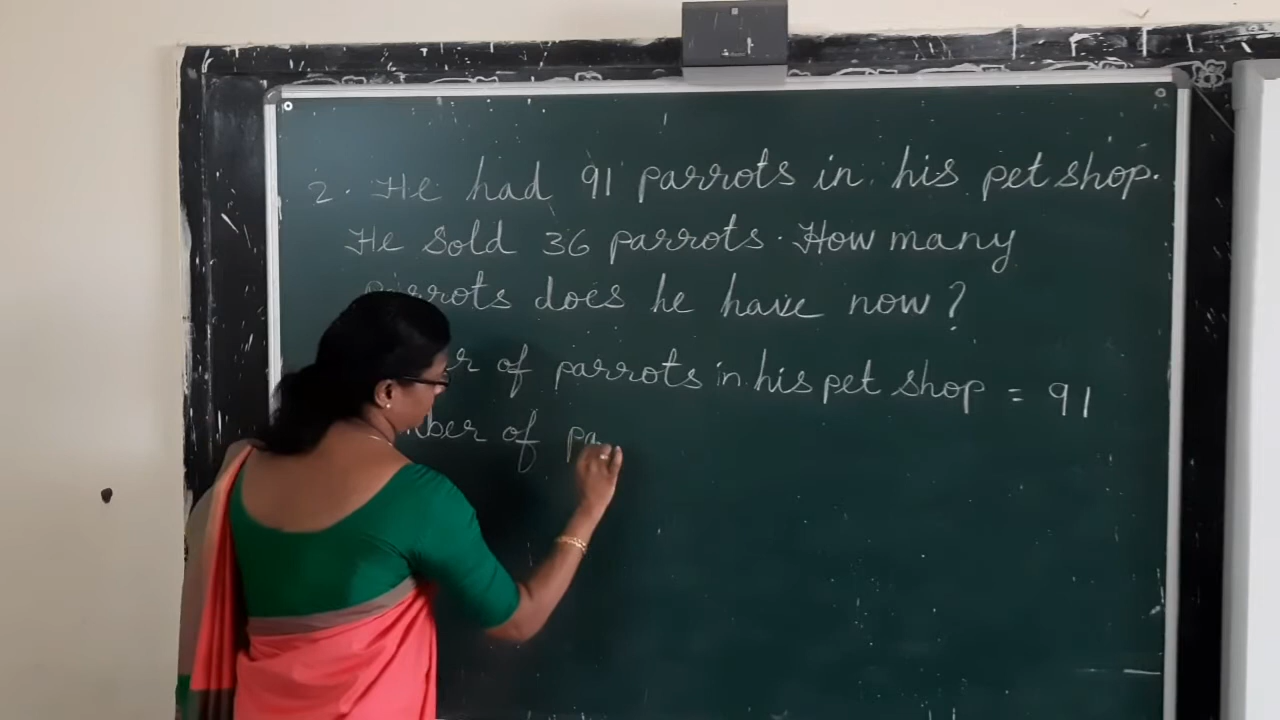 2. He had 91 parrots in his pet shop.
He sold 36 parrots. How many
parrots does he have now?
of parrots in his pet shop = 91
of pa